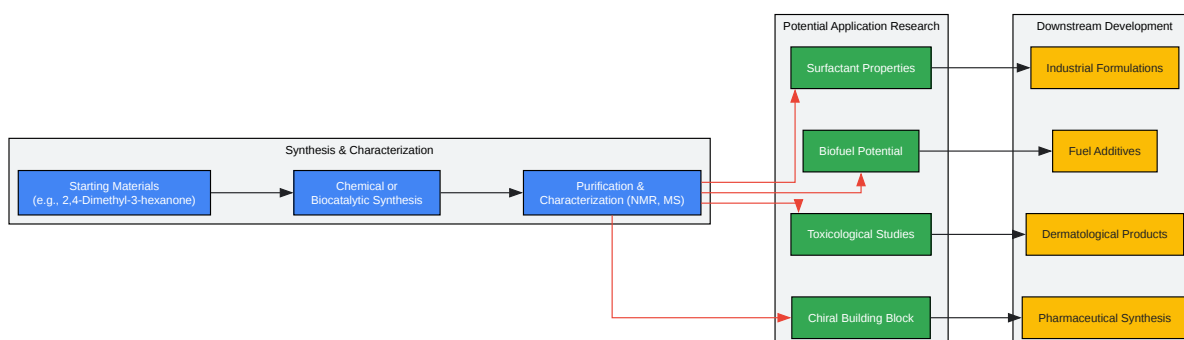 Potential Application Research
Downstream Development
Surfactant Properties
Industrial Formulations
Synthesis & Characterization
Biofuel Potential
Fuel Additives
Starting Materials
(e.g., 2,4-Dimethyl-3-hexanone)
Chemical or
Biocatalytic Synthesis
Purification &
Characterization (NMR, MS)
Toxicological Studies
Dermatological Products
Chiral Building Block
Pharmaceutical Synthesis